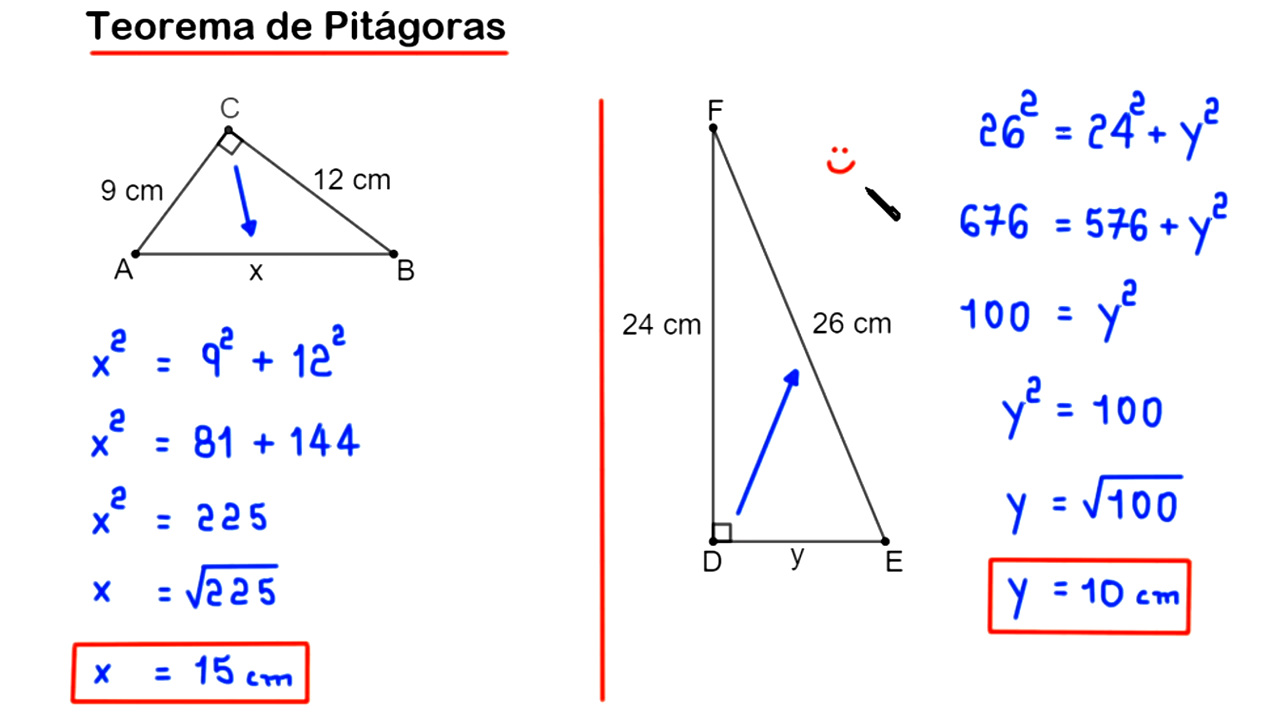 Teorema de Pitágoras
C
9 cm
12 cm
A
x
B
x² = 9² + 12²
x² = 81 + 144
x² = 225
x = √225
x = 15 cm
F
24 cm
26 cm
D
y
E
26² = 24² + y²
676 = 576 + y²
100 = y²
y² = 100
y = √100
y = 10 cm